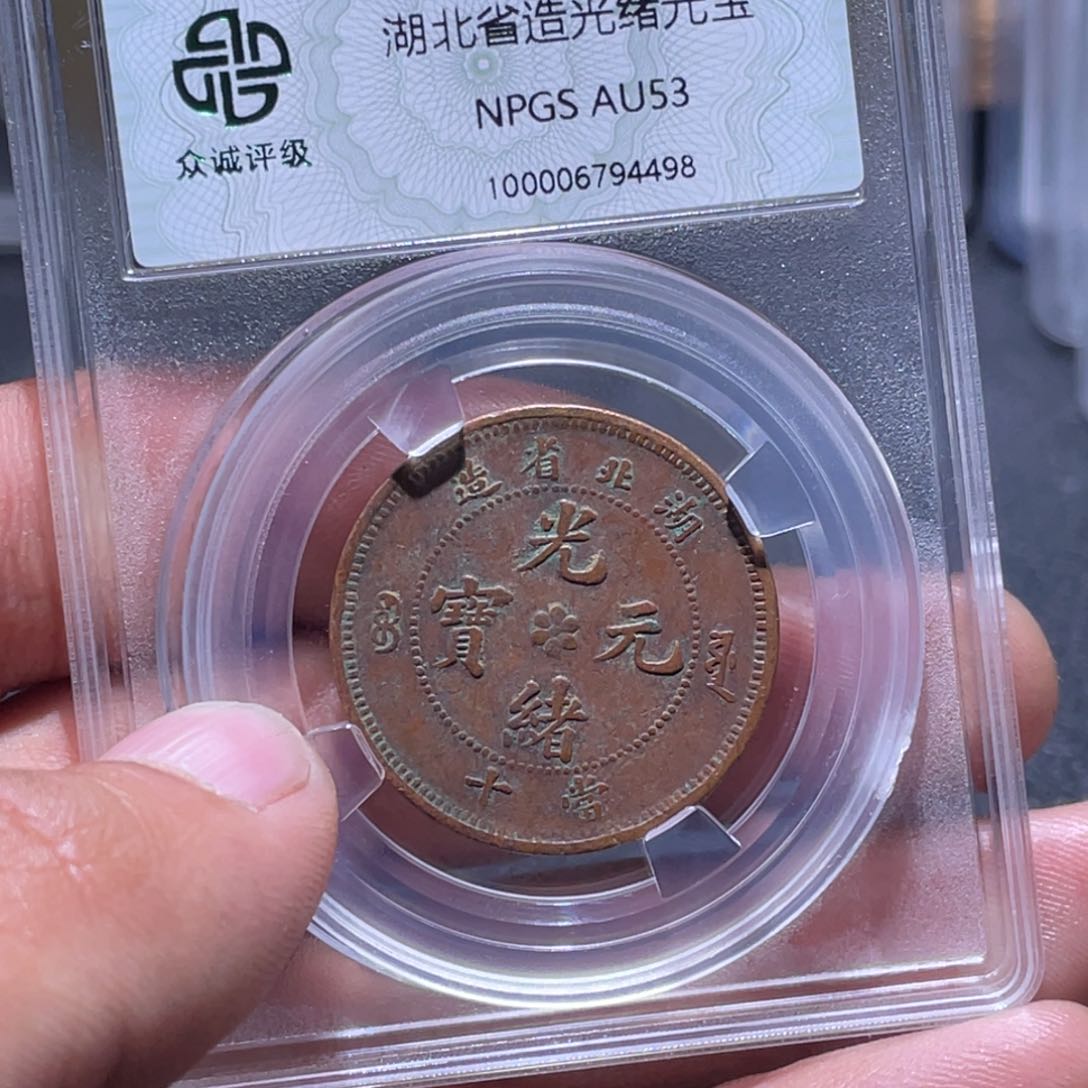 湖北省造光绪元宝
NPGS AU53
100006794498
众诚评级
湖北省造
光緒元寶
當十